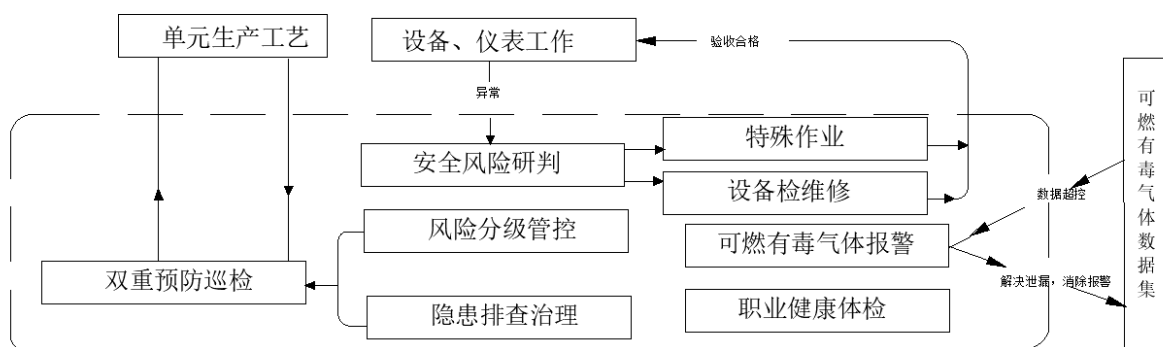 单元生产工艺
设备、仪表工作
验收合格
异常
可燃有毒气体数据集
特殊作业
安全风险研判
设备检维修
数据超控
风险分级管控
可燃有毒气体报警
双重预防巡检
解决泄漏，消除报警
隐患排查治理
职业健康体检